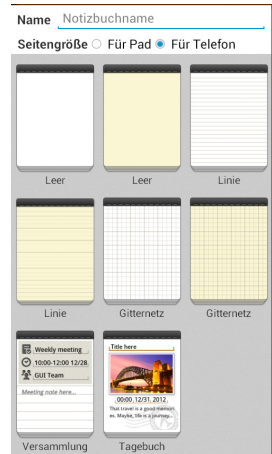 Name Notizbuchname
Seitengröße Für Pad Für Telefon
Leer Leer Linie
Linie Gitternetz Gitternetz
Weekly meeting
10:00-12:00 12/28
GUI Team
Meeting note here...
Title here
00:00 12/31, 2012
That travel is a good memori
es. Maybe, life is a journey...
Versammlung Tagebuch